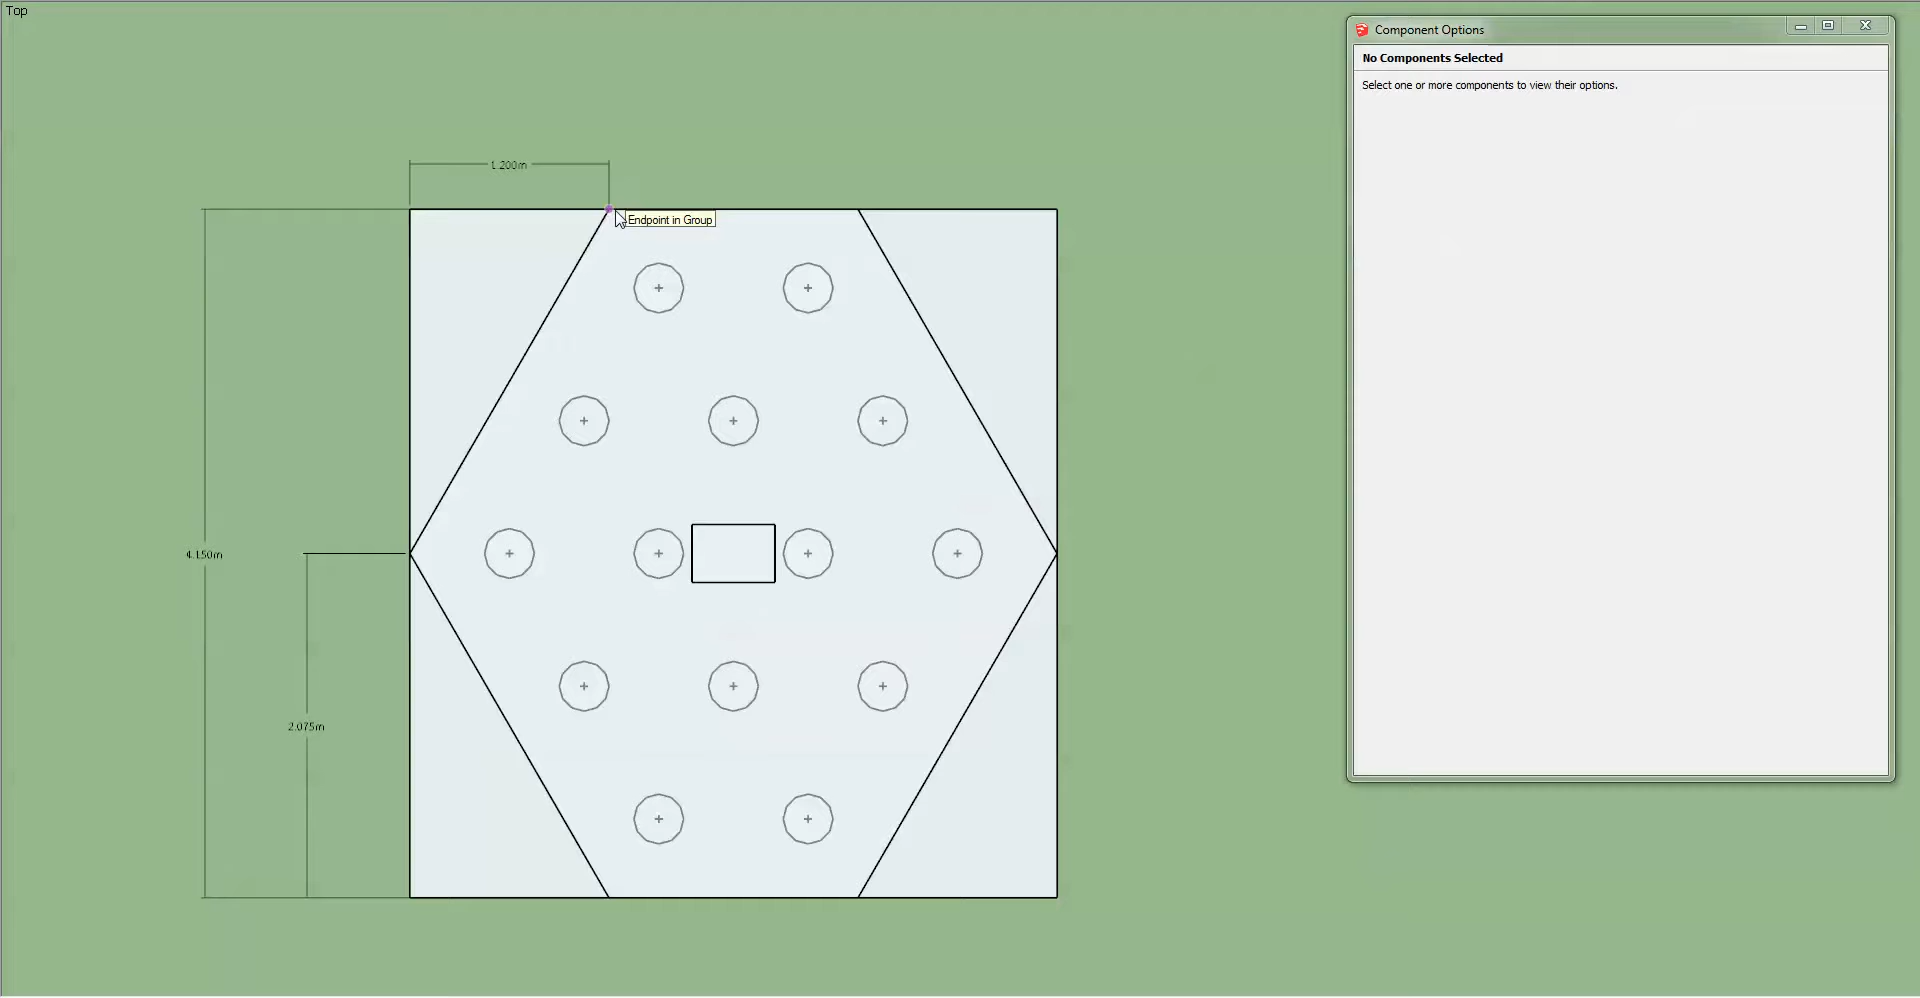 Top
Component Options
No Components Selected
Select one or more components to view their options.
1.200m
Endpoint in Group
4.150m
2.075m